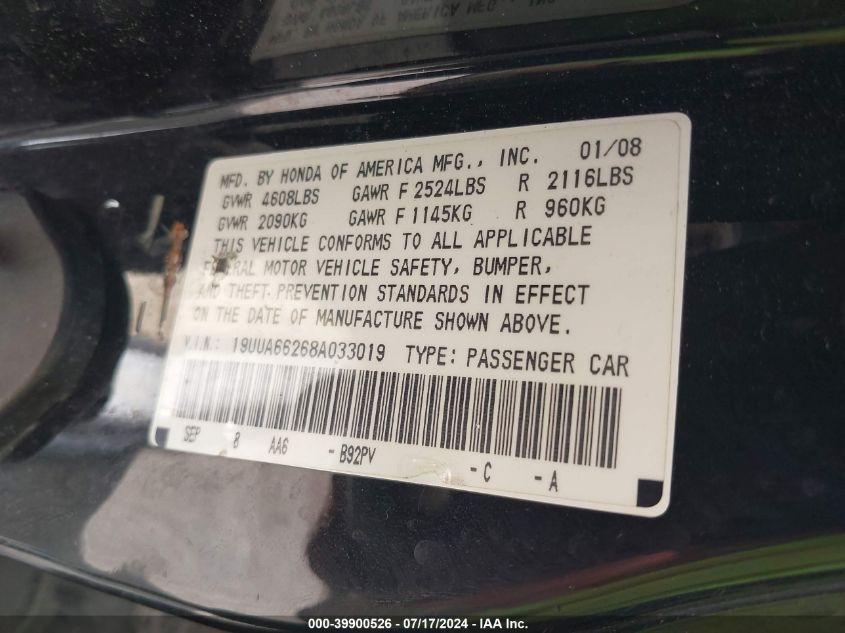 MFD. BY HONDA OF AMERICA MFG., INC. 01/08
GVWR 4608LBS GAWR F 2524LBS R 2116LBS
GVWR 2090KG GAWR F 1145KG R 960KG
THIS VEHICLE CONFORMS TO ALL APPLICABLE
FEDERAL MOTOR VEHICLE SAFETY, BUMPER,
AND THEFT PREVENTION STANDARDS IN EFFECT
ON THE DATE OF MANUFACTURE SHOWN ABOVE.
V.I.N.: 19UUA66268A033019 TYPE: PASSENGER CAR
SEP 8 AA6 - B92PV - C - A
000-39900526 - 07/17/2024 - IAA Inc.